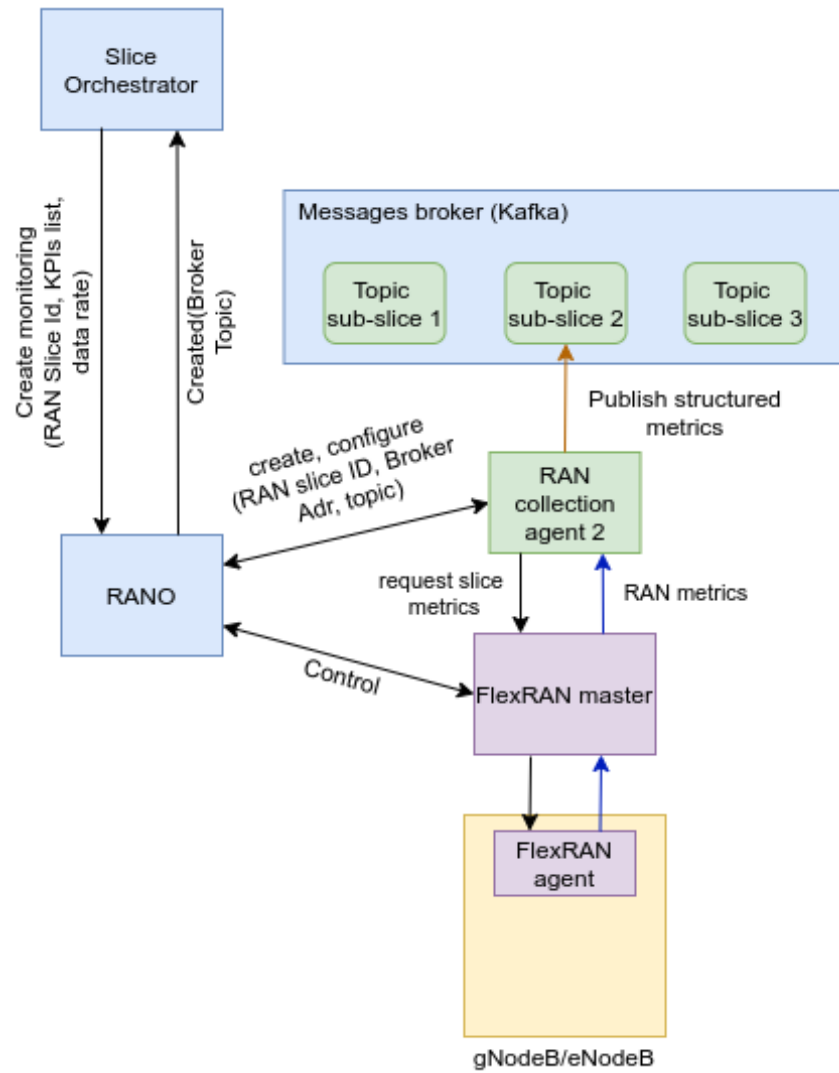 Slice
Orchestrator
Create monitoring
(RAN Slice Id, KPIs list,
data rate)
Created(Broker
Topic)
Messages broker (Kafka)
Topic
sub-slice 1
Topic
sub-slice 2
Topic
sub-slice 3
Publish structured
metrics
create, configure
(RAN slice ID, Broker
Adr, topic)
RAN
collection
agent 2
RANO
request slice
metrics
RAN metrics
Control
FlexRAN master
FlexRAN
agent
gNodeB/eNodeB